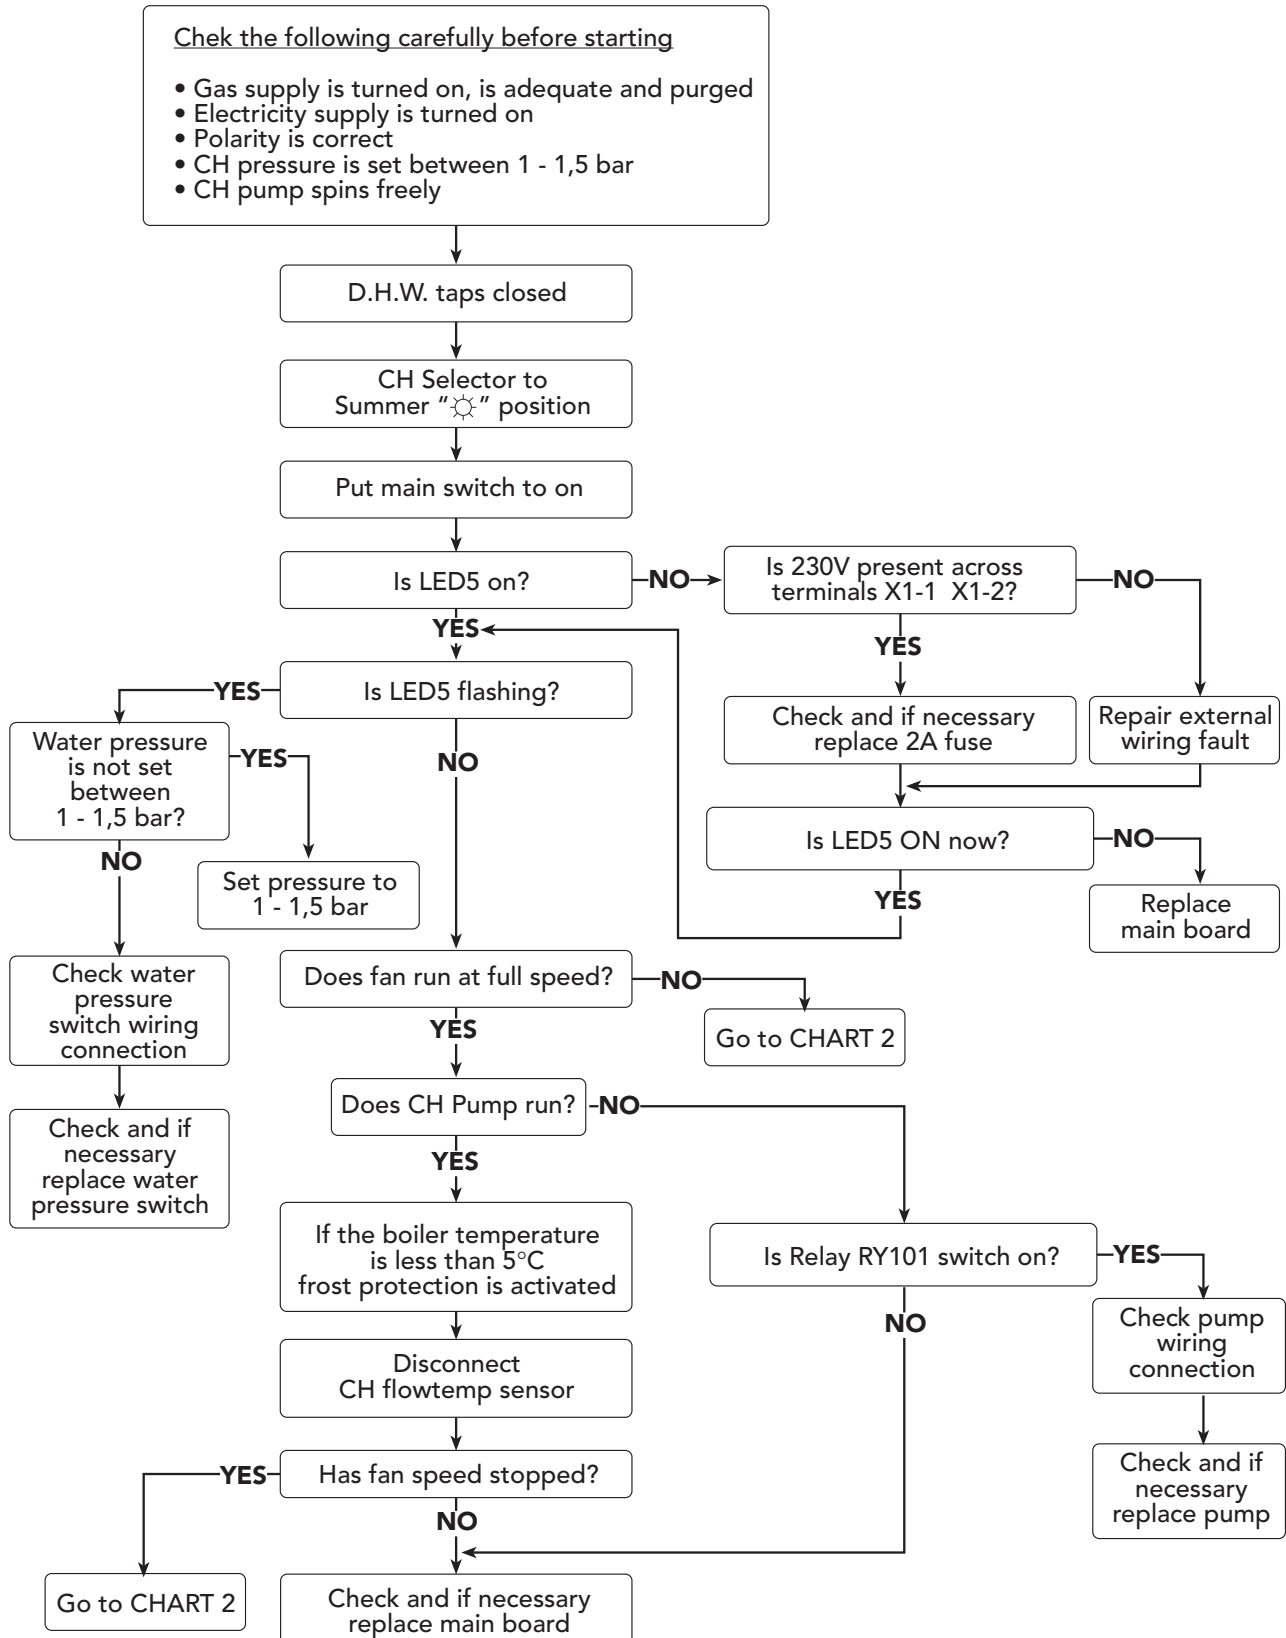 Chek the following carefully before starting
• Gas supply is turned on, is adequate and purged
• Electricity supply is turned on
• Polarity is correct
• CH pressure is set between 1 - 1,5 bar
• CH pump spins freely
D.H.W. taps closed
CH Selector to
Summer “☼” position
Put main switch to on
Is LED5 on?
NO
Is 230V present across
terminals X1-1 X1-2?
NO
YES
YES
Is LED5 flashing?
YES
Check and if necessary
replace 2A fuse
Repair external
wiring fault
Water pressure
is not set
between
1 - 1,5 bar?
YES
NO
Is LED5 ON now?
NO
NO
Set pressure to
1 - 1,5 bar
YES
Replace
main board
Check water
pressure
switch wiring
connection
Does fan run at full speed?
NO
YES
Go to CHART 2
Does CH Pump run?
NO
Check and if
necessary
replace water
pressure switch
YES
If the boiler temperature
is less than 5°C
frost protection is activated
Is Relay RY101 switch on?
YES
NO
Check pump
wiring
connection
Disconnect
CH flowtemp sensor
Has fan speed stopped?
YES
NO
Check and if
necessary
replace pump
Go to CHART 2
Check and if necessary
replace main board